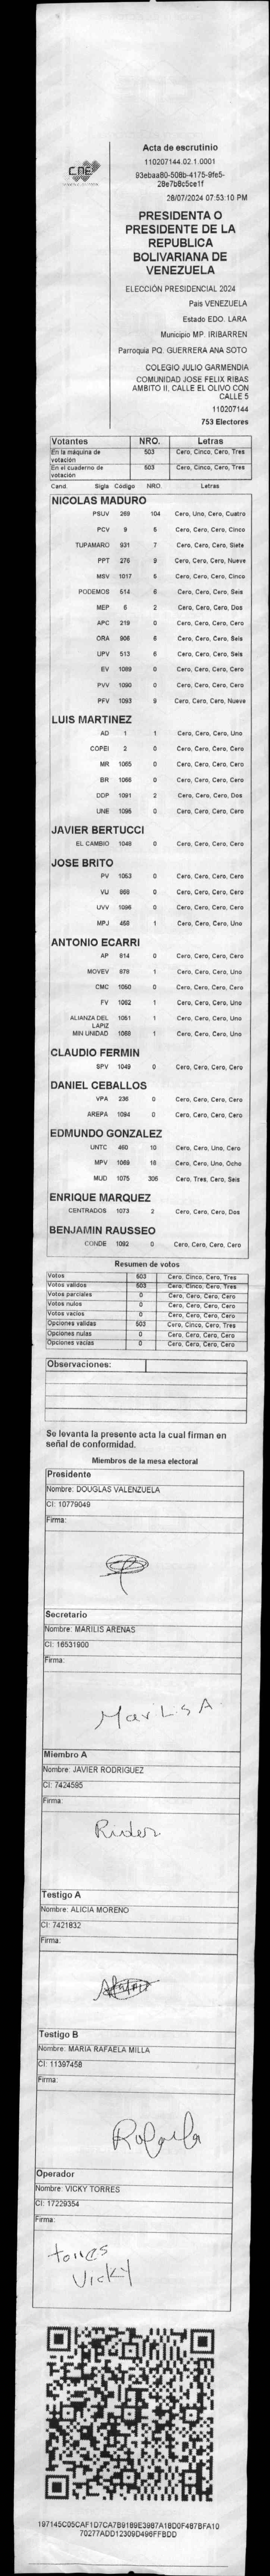 CNE
Acta de escrutinio
110207144.02.1.0001
93ebaa80-508b-4175-9fe5-
28e7b8c5ce1f
28/07/2024 07:53:10 PM
PRESIDENTA O
PRESIDENTE DE LA
REPUBLICA
BOLIVARIANA DE
VENEZUELA
ELECCIÓN PRESIDENCIAL 2024
Pais VENEZUELA
Estado EDO. LARA
Municipio MP. IRIBARREN
Parroquia PQ. GUERRERA ANA SOTO
COLEGIO JULIO GARMENDIA
COMUNIDAD JOSE FELIX RIBAS
AMBITO II, CALLE EL OLIVO CON
CALLE 5
110207144
753 Electores
Votantes NRO. Letras
En la máquina de votación 503 Cero, Cinco, Cero, Tres
En el cuaderno de votación 503 Cero, Cinco, Cero, Tres
Cand. Sigla Código NRO. Letras
NICOLAS MADURO
PSUV 269 104 Cero, Uno, Cero, Cuatro
PCV 9 5 Cero, Cero, Cero, Cinco
TUPAMARO 931 7 Cero, Cero, Cero, Siete
PPT 276 9 Cero, Cero, Cero, Nueve
MSV 1017 5 Cero, Cero, Cero, Cinco
PODEMOS 514 6 Cero, Cero, Cero, Seis
MEP 6 2 Cero, Cero, Cero, Dos
APC 219 0 Cero, Cero, Cero, Cero
ORA 906 6 Cero, Cero, Cero, Seis
UPV 513 6 Cero, Cero, Cero, Seis
EV 1089 0 Cero, Cero, Cero, Cero
PVV 1090 0 Cero, Cero, Cero, Cero
PFV 1093 9 Cero, Cero, Cero, Nueve
LUIS MARTINEZ
AD 1 1 Cero, Cero, Cero, Uno
COPEI 2 0 Cero, Cero, Cero, Cero
MR 1065 0 Cero, Cero, Cero, Cero
BR 1066 0 Cero, Cero, Cero, Cero
DDP 1091 2 Cero, Cero, Cero, Dos
UNE 1095 0 Cero, Cero, Cero, Cero
JAVIER BERTUCCI
EL CAMBIO 1048 0 Cero, Cero, Cero, Cero
JOSE BRITO
PV 1053 0 Cero, Cero, Cero, Cero
VU 966 0 Cero, Cero, Cero, Cero
UVV 1096 0 Cero, Cero, Cero, Cero
MPJ 458 1 Cero, Cero, Cero, Uno
ANTONIO ECARRI
AP 814 0 Cero, Cero, Cero, Cero
MOVEV 878 1 Cero, Cero, Cero, Uno
CMC 1050 0 Cero, Cero, Cero, Cero
FV 1062 1 Cero, Cero, Cero, Uno
ALIANZA DEL LAPIZ 1051 1 Cero, Cero, Cero, Uno
MIN UNIDAD 1068 1 Cero, Cero, Cero, Uno
CLAUDIO FERMIN
SPV 1049 0 Cero, Cero, Cero, Cero
DANIEL CEBALLOS
VPA 236 0 Cero, Cero, Cero, Cero
AREPA 1094 0 Cero, Cero, Cero, Cero
EDMUNDO GONZALEZ
UNTC 460 10 Cero, Cero, Uno, Cero
MPV 1069 18 Cero, Cero, Uno, Ocho
MUD 1075 306 Cero, Tres, Cero, Seis
ENRIQUE MARQUEZ
CENTRADOS 1073 2 Cero, Cero, Cero, Dos
BENJAMIN RAUSSEO
CONDE 1092 0 Cero, Cero, Cero, Cero
Resumen de votos
Votos 503 Cero, Cinco, Cero, Tres
Votos validos 503 Cero, Cinco, Cero, Tres
Votos parciales 0 Cero, Cero, Cero, Cero
Votos nulos 0 Cero, Cero, Cero, Cero
Votos vacios 0 Cero, Cero, Cero, Cero
Opciones validas 503 Cero, Cinco, Cero, Tres
Opciones nulas 0 Cero, Cero, Cero, Cero
Opciones vacias 0 Cero, Cero, Cero, Cero
Observaciones:
Se levanta la presente acta la cual firman en
señal de conformidad.
Miembros de la mesa electoral
Presidente
Nombre: DOUGLAS VALENZUELA
CI: 10779049
Firma:
Secretario
Nombre: MARILIS ARENAS
CI: 16531900
Firma:
MariLSA
Miembro A
Nombre: JAVIER RODRIGUEZ
CI: 7424595
Firma:
Testigo A
Nombre: ALICIA MORENO
CI: 7421832
Firma:
Testigo B
Nombre: MARIA RAFAELA MILLA
CI: 11397458
Firma:
Operador
Nombre: VICKY TORRES
CI: 17229354
Firma:
torres
Vicky
197145C05CAF1D7CA7B9189E3987A18D0F487BFA10
70277ADD12309D496FFBDD